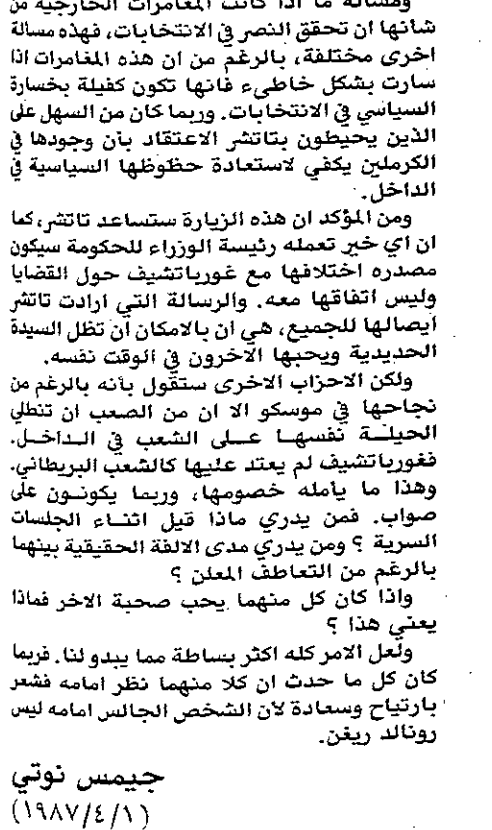 ومسألة ما اذا كانت المغامرات الخارجية من
شأنها ان تحقق النصر في الانتخابات، فهذه مسألة
اخرى مختلفة، بالرغم من ان هذه المغامرات اذا
سارت بشكل خاطىء فانها تكون كفيلة بخسارة
السياسي في الانتخابات. وربما كان من السهل على
الذين يحيطون بتاتشر الاعتقاد بأن وجودها في
الكرملين يكفي لاستعادة حظوظها السياسية في
الداخل.
ومن المؤكد ان هذه الزيارة ستساعد تاتشر، كما
ان اي خير تعمله رئيسة الوزراء للحكومة سيكون
مصدره اختلافها مع غورباتشيف حول القضايا
وليس اتفاقها معه. والرسالة التي ارادت تاتشر
ايصالها للجميع، هي ان بالامكان ان تظل السيدة
الحديدية ويحبها الاخرون في الوقت نفسه.
ولكن الاحزاب الاخرى ستقول بأنه بالرغم من
نجاحها في موسكو الا ان من الصعب ان تنطلي
الحيلة نفسها على الشعب في الداخل.
فغورباتشيف لم يعتد عليها كالشعب البريطاني.
وهذا ما يأمله خصومها، وربما يكونون على
صواب. فمن يدري ماذا قيل اثناء الجلسات
السرية ؟ ومن يدري مدى الالفة الحقيقية بينهما
بالرغم من التعاطف المعلن ؟
واذا كان كل منهما يحب صحبة الاخر فماذا
يعني هذا ؟
ولعل الامر كله اكثر بساطة مما يبدو لنا. فربما
كان كل ما حدث ان كلا منهما نظر امامه فشعر
بارتياح وسعادة لأن الشخص الجالس امامه ليس
رونالد ريغن.
جيمس نوتي
(١٩٨٧/٤/١)